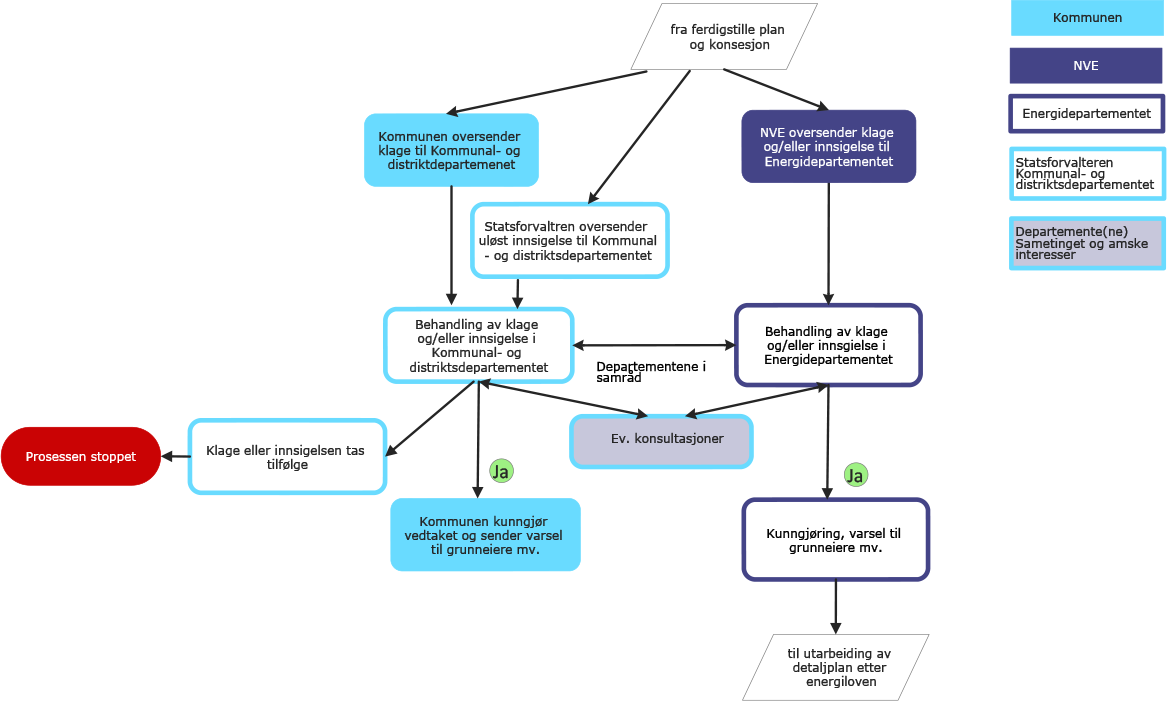 fra ferdigstille plan
og konsesjon
Kommunen
NVE
Energidepartementet
Statsforvalteren
Kommunal- og
distriktsdepartementet
Departemente(ne)
Sametinget og amske
interesser
Kommunen oversender
klage til Kommunal- og
distriktdepartemenet
NVE oversender klage
og/eller innsigelse til
Energidepartementet
Statsforvaltren oversender
uløst innsigelse til Kommunal
- og distriktsdepartementet
Behandling av klage
og/eller innsigelse i
Kommunal- og
distriktsdepartementet
Departementene i
samråd
Behandling av klage
og/eller innsgielse i
Energidepartementet
Prosessen stoppet
Klage eller innsigelsen tas
tilfølge
Ev. konsultasjoner
Ja
Ja
Kommunen kunngjør
vedtaket og sender varsel
til grunneiere mv.
Kunngjøring, varsel til
grunneiere mv.
til utarbeiding av
detaljplan etter
energiloven